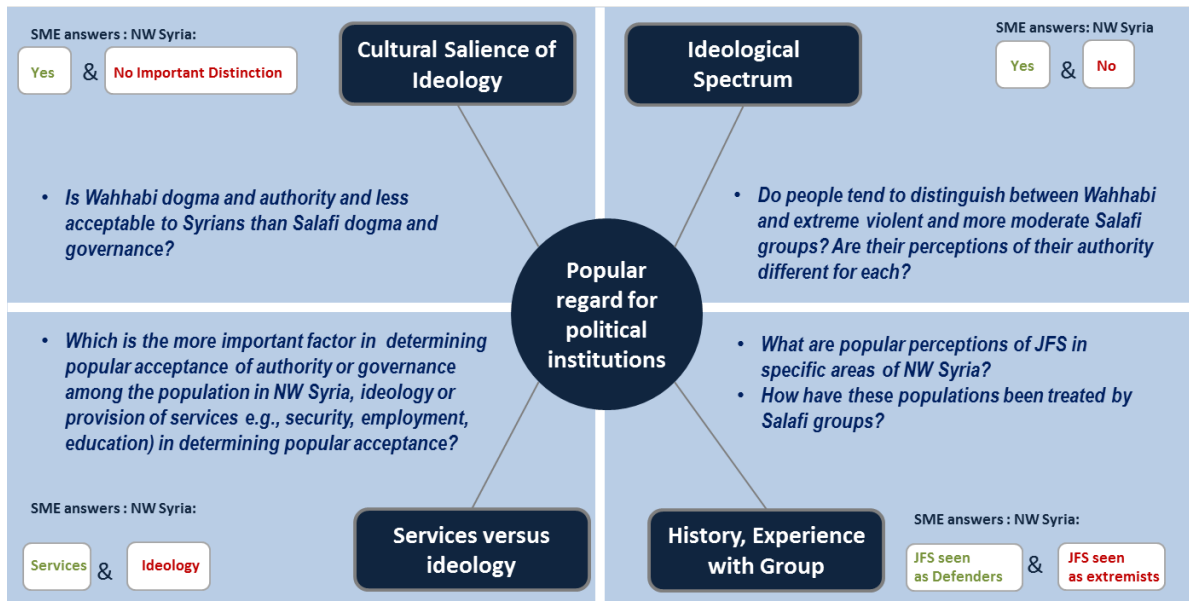 SME answers : NW Syria:
Yes & No Important Distinction
Cultural Salience of
Ideology
• Is Wahhabi dogma and authority and less
acceptable to Syrians than Salafi dogma and
governance?
Ideological
Spectrum
SME answers: NW Syria
Yes & No
• Do people tend to distinguish between Wahhabi
and extreme violent and more moderate Salafi
groups? Are their perceptions of their authority
different for each?
Popular
regard for
political
institutions
• Which is the more important factor in determining
popular acceptance of authority or governance
among the population in NW Syria, ideology or
provision of services e.g., security, employment,
education) in determining popular acceptance?
SME answers : NW Syria:
Services & Ideology
Services versus
ideology
• What are popular perceptions of JFS in
specific areas of NW Syria?
• How have these populations been treated by
Salafi groups?
History, Experience
with Group
SME answers : NW Syria:
JFS seen
as Defenders
&
JFS seen
as extremists